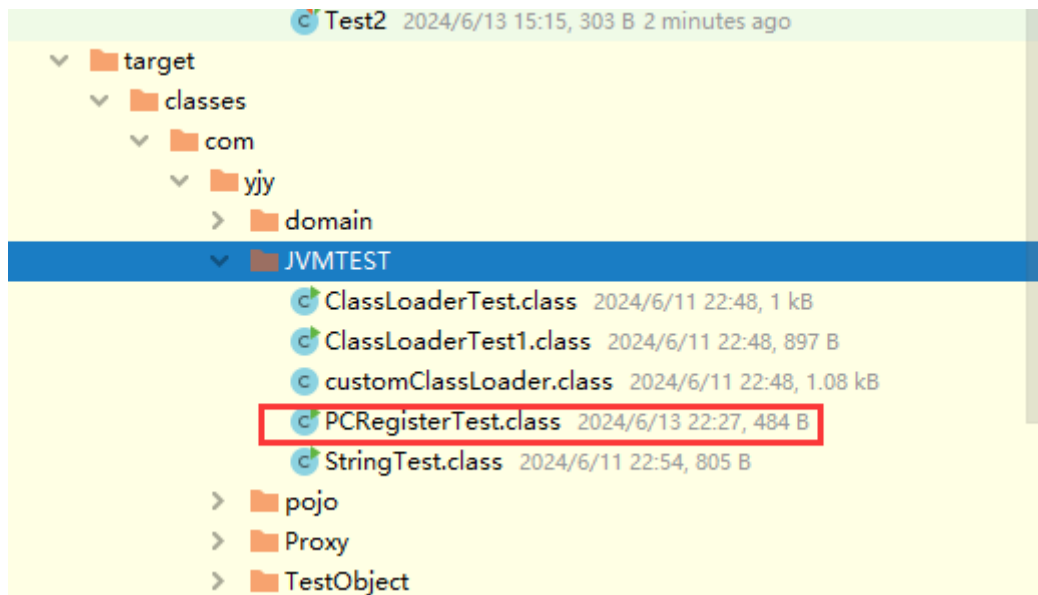 Test2 2024/6/13 15:15, 303 B 2 minutes ago
target
classes
com
yjy
domain
JVMTEST
ClassLoaderTest.class 2024/6/11 22:48, 1 kB
ClassLoaderTest1.class 2024/6/11 22:48, 897 B
customClassLoader.class 2024/6/11 22:48, 1.08 kB
PCRegisterTest.class 2024/6/13 22:27, 484 B
StringTest.class 2024/6/11 22:54, 805 B
pojo
Proxy
TestObject